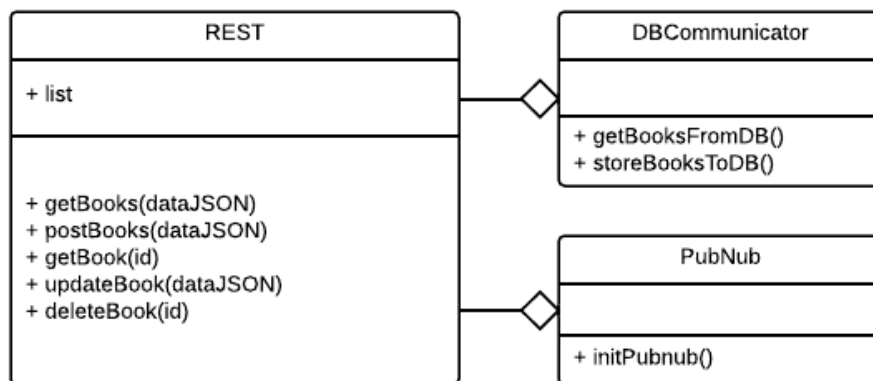 REST
+ list
+ getBooks(dataJSON)
+ postBooks(dataJSON)
+ getBook(id)
+ updateBook(dataJSON)
+ deleteBook(id)
DBCommunicator
+ getBooksFromDB()
+ storeBooksToDB()
PubNub
+ initPubnub()